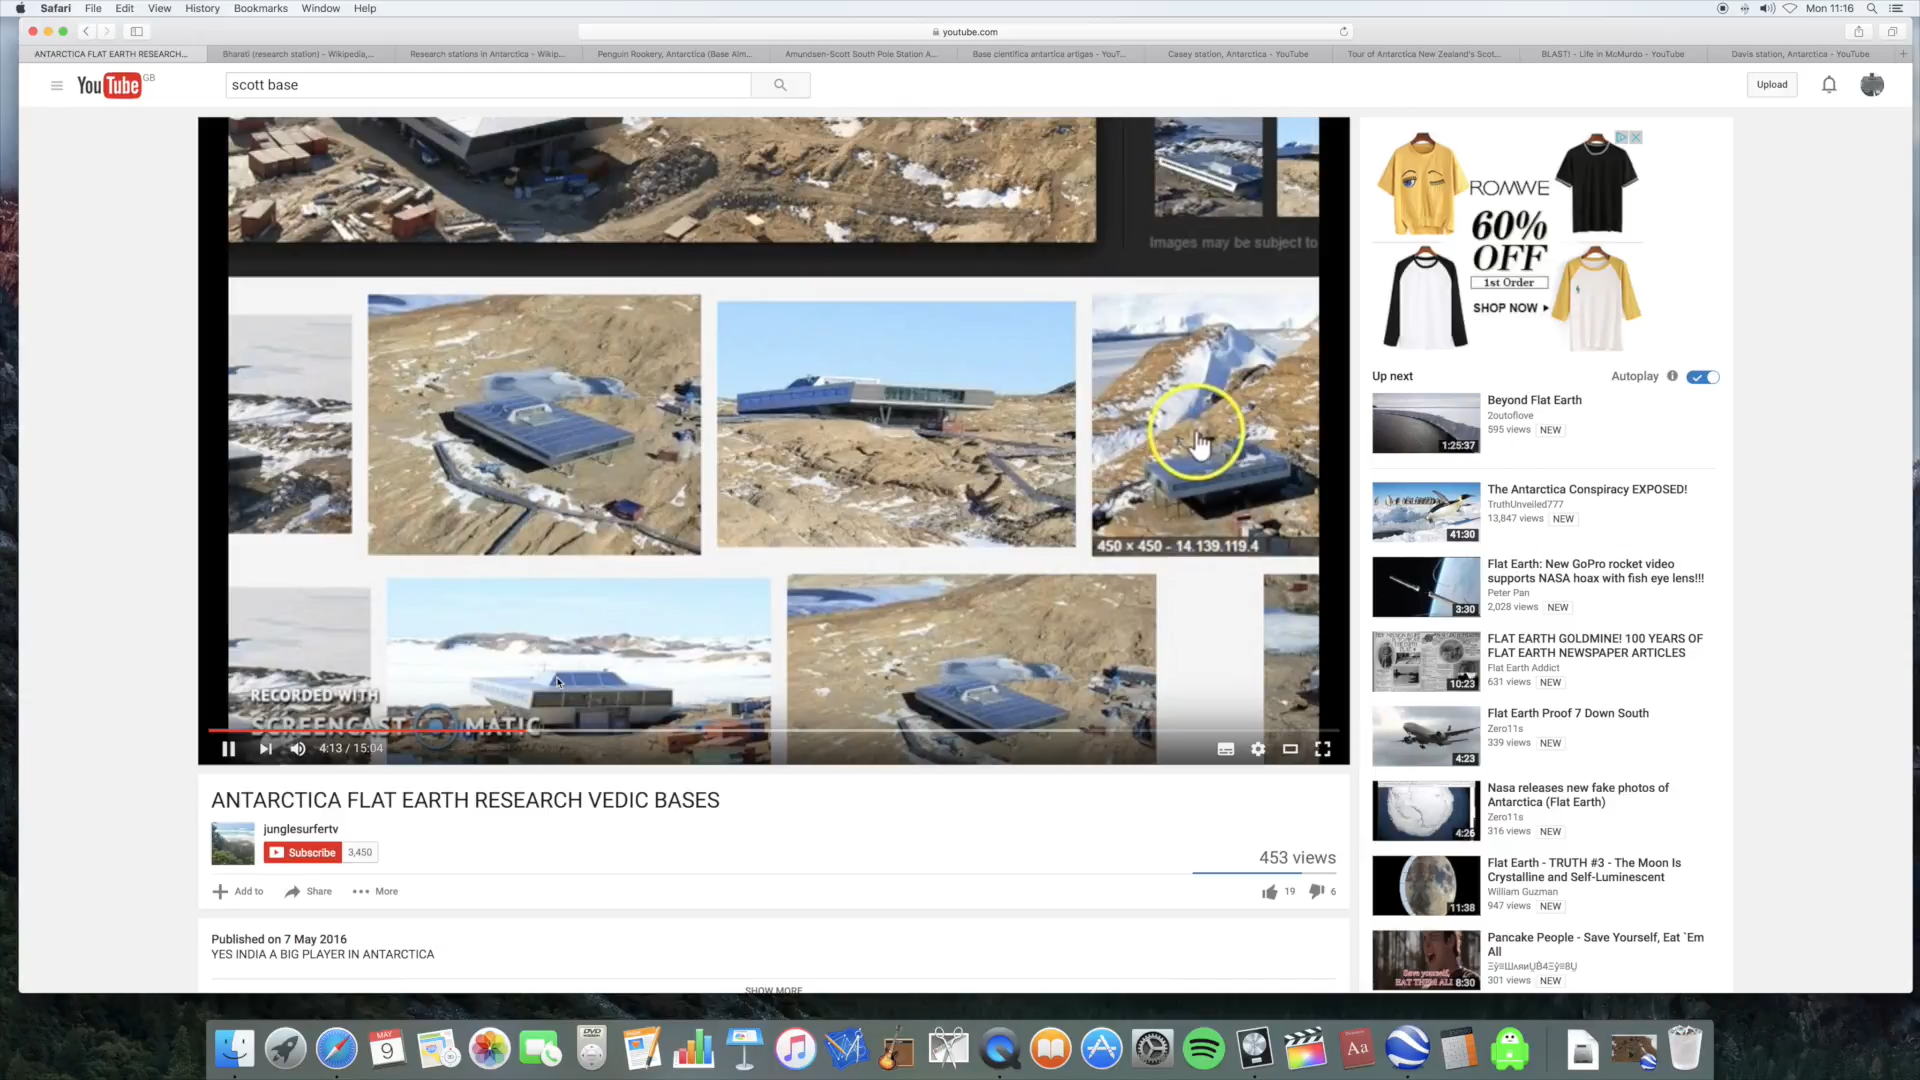 Safari File Edit View History Bookmarks Window Help
Mon 11:16
youtube.com
ANTARCTICA FLAT EARTH RESEARCH...
Bharati (research station) - Wikipedia,...
Research stations in Antarctica - Wikip...
Penguin Rookery, Antarctica (Base Alm...
Amundsen-Scott South Pole Station A...
Base cientifica antartica artigas - YouT...
Casey station, Antarctica - YouTube
Tour of Antarctica New Zealand's Scot...
BLAST! - Life in McMurdo - YouTube
Davis station, Antarctica - YouTube
YouTube GB
scott base
Upload
Images may be subject to
450 × 450 - 14.139.119.4
RECORDED WITH
SCREENCAST MATIC
4:13 / 15:04
ROMWE
60%
OFF
1st Order
SHOP NOW
Up next
Autoplay
Beyond Flat Earth
2outoflove
595 views NEW
1:25:37
The Antarctica Conspiracy EXPOSED!
TruthUnveiled777
13,847 views NEW
41:30
Flat Earth: New GoPro rocket video
supports NASA hoax with fish eye lens!!!
Peter Pan
2,028 views NEW
3:30
FLAT EARTH GOLDMINE! 100 YEARS OF
FLAT EARTH NEWSPAPER ARTICLES
Flat Earth Addict
631 views NEW
10:23
Flat Earth Proof 7 Down South
Zero11s
339 views NEW
4:23
Nasa releases new fake photos of
Antarctica (Flat Earth)
Zero11s
316 views NEW
4:26
Flat Earth - TRUTH #3 - The Moon Is
Crystalline and Self-Luminescent
William Guzman
947 views NEW
11:38
Pancake People - Save Yourself, Eat `Em
All
301 views NEW
Save yourself,
EAT THEM ALL!
8:30
ANTARCTICA FLAT EARTH RESEARCH VEDIC BASES
junglesurfertv
Subscribe 3,450
453 views
Add to Share More
19 6
Published on 7 May 2016
YES INDIA A BIG PLAYER IN ANTARCTICA
SHOW MORE
MAY
9
DVD
Aa